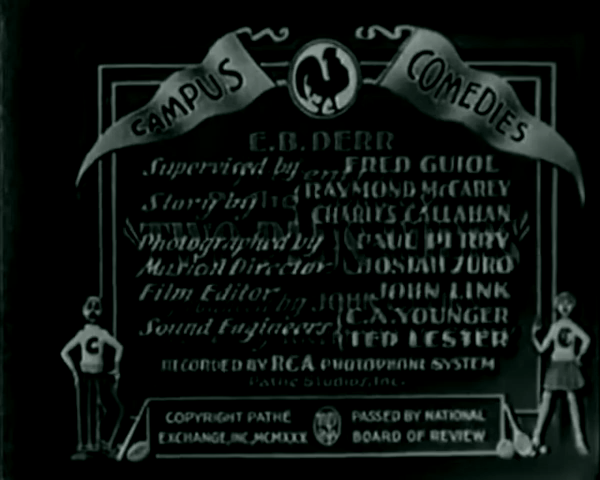 CAMPUS COMEDIES
E.B. DERR
Supervised by FRED GUIOL
Story by RAYMOND McCAREY
CHARLES CALLAHAN
Photographed by PAUL PERRY
Musical Director JOSIAH ZURO
Film Editor JOHN LINK
by JOHN
Sound Engineers C.A. YOUNGER
TED LESTER
RECORDED BY RCA PHOTOPHONE SYSTEM
Pathe Studios, Inc.
COPYRIGHT PATHE EXCHANGE, INC, MCMXXX
PASSED BY NATIONAL BOARD OF REVIEW
C
C